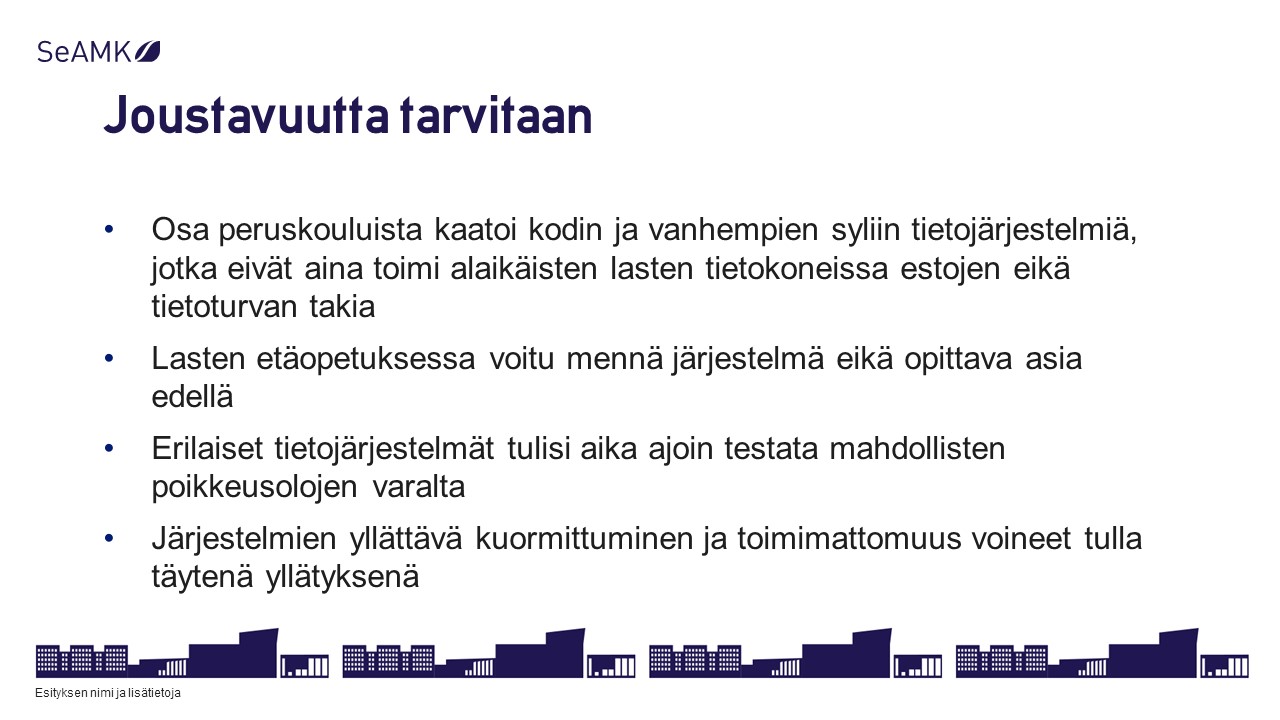 SeAMK
Joustavuutta tarvitaan
• Osa peruskouluista kaatoi kodin ja vanhempien syliin tietojärjestelmiä,
jotka eivät aina toimi alaikäisten lasten tietokoneissa estojen eikä
tietoturvan takia
• Lasten etäopetuksessa voitu mennä järjestelmä eikä opittava asia
edellä
• Erilaiset tietojärjestelmät tulisi aika ajoin testata mahdollisten
poikkeusolojen varalta
• Järjestelmien yllättävä kuormittuminen ja toimimattomuus voineet tulla
täytenä yllätyksenä
Esityksen nimi ja lisätietoja